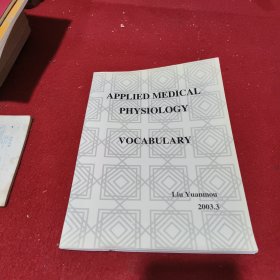 APPLIED MEDICAL
PHYSIOLOGY
VOCABULARY
Liu Yuanmou
2003.3